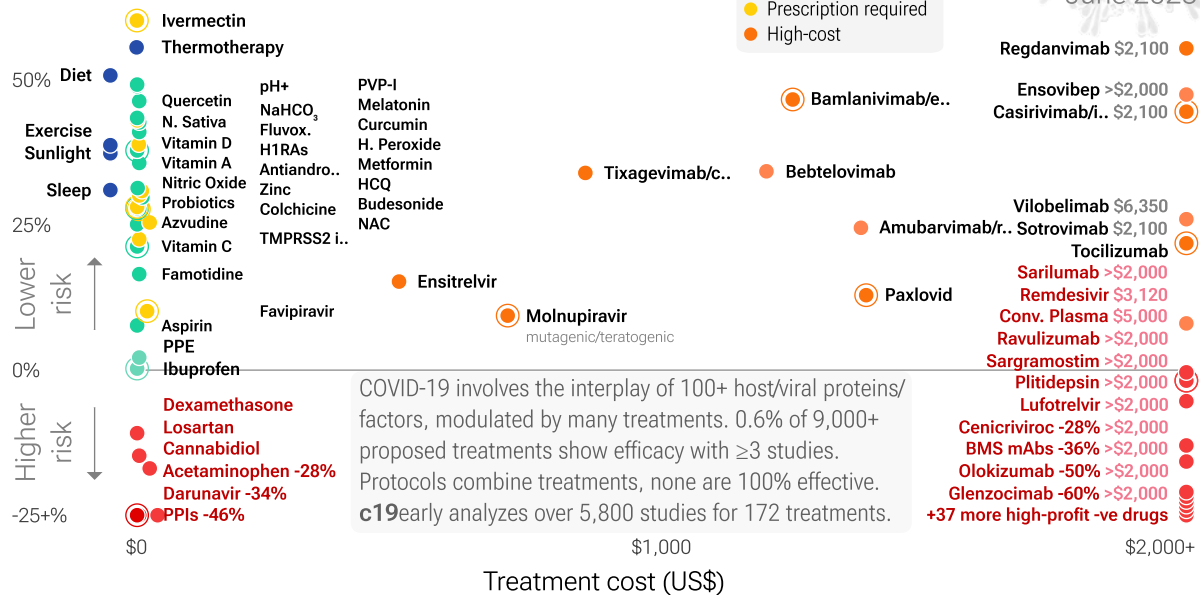 June 2025
Prescription required
High-cost
50%
25%
0%
-25+%
Lower
risk
Higher
risk
Diet
Exercise
Sunlight
Sleep
Ivermectin
Thermotherapy
Quercetin
N. Sativa
Vitamin D
Vitamin A
Nitric Oxide
Probiotics
Azvudine
Vitamin C
Famotidine
Aspirin
PPE
Ibuprofen
Dexamethasone
Losartan
Cannabidiol
Acetaminophen -28%
Darunavir -34%
PPIs -46%
pH+
NaHCO3
Fluvox.
H1RAs
Antiandro..
Zinc
Colchicine
TMPRSS2 i..
Favipiravir
PVP-I
Melatonin
Curcumin
H. Peroxide
Metformin
HCQ
Budesonide
NAC
Ensitrelvir
Molnupiravir
mutagenic/teratogenic
Tixagevimab/c..
Bamlanivimab/e..
Bebtelovimab
Amubarvimab/r..
Paxlovid
Regdanvimab $2,100
Ensovibep >$2,000
Casirivimab/i.. $2,100
Vilobelimab $6,350
Sotrovimab $2,100
Tocilizumab
Sarilumab >$2,000
Remdesivir $3,120
Conv. Plasma $5,000
Ravulizumab >$2,000
Sargramostim >$2,000
Plitidepsin >$2,000
Lufotrelvir >$2,000
Cenicriviroc -28% >$2,000
BMS mAbs -36% >$2,000
Olokizumab -50% >$2,000
Glenzocimab -60% >$2,000
+37 more high-profit -ve drugs
COVID-19 involves the interplay of 100+ host/viral proteins/
factors, modulated by many treatments. 0.6% of 9,000+
proposed treatments show efficacy with ≥3 studies.
Protocols combine treatments, none are 100% effective.
c19early analyzes over 5,800 studies for 172 treatments.
$0
$1,000
$2,000+
Treatment cost (US$)